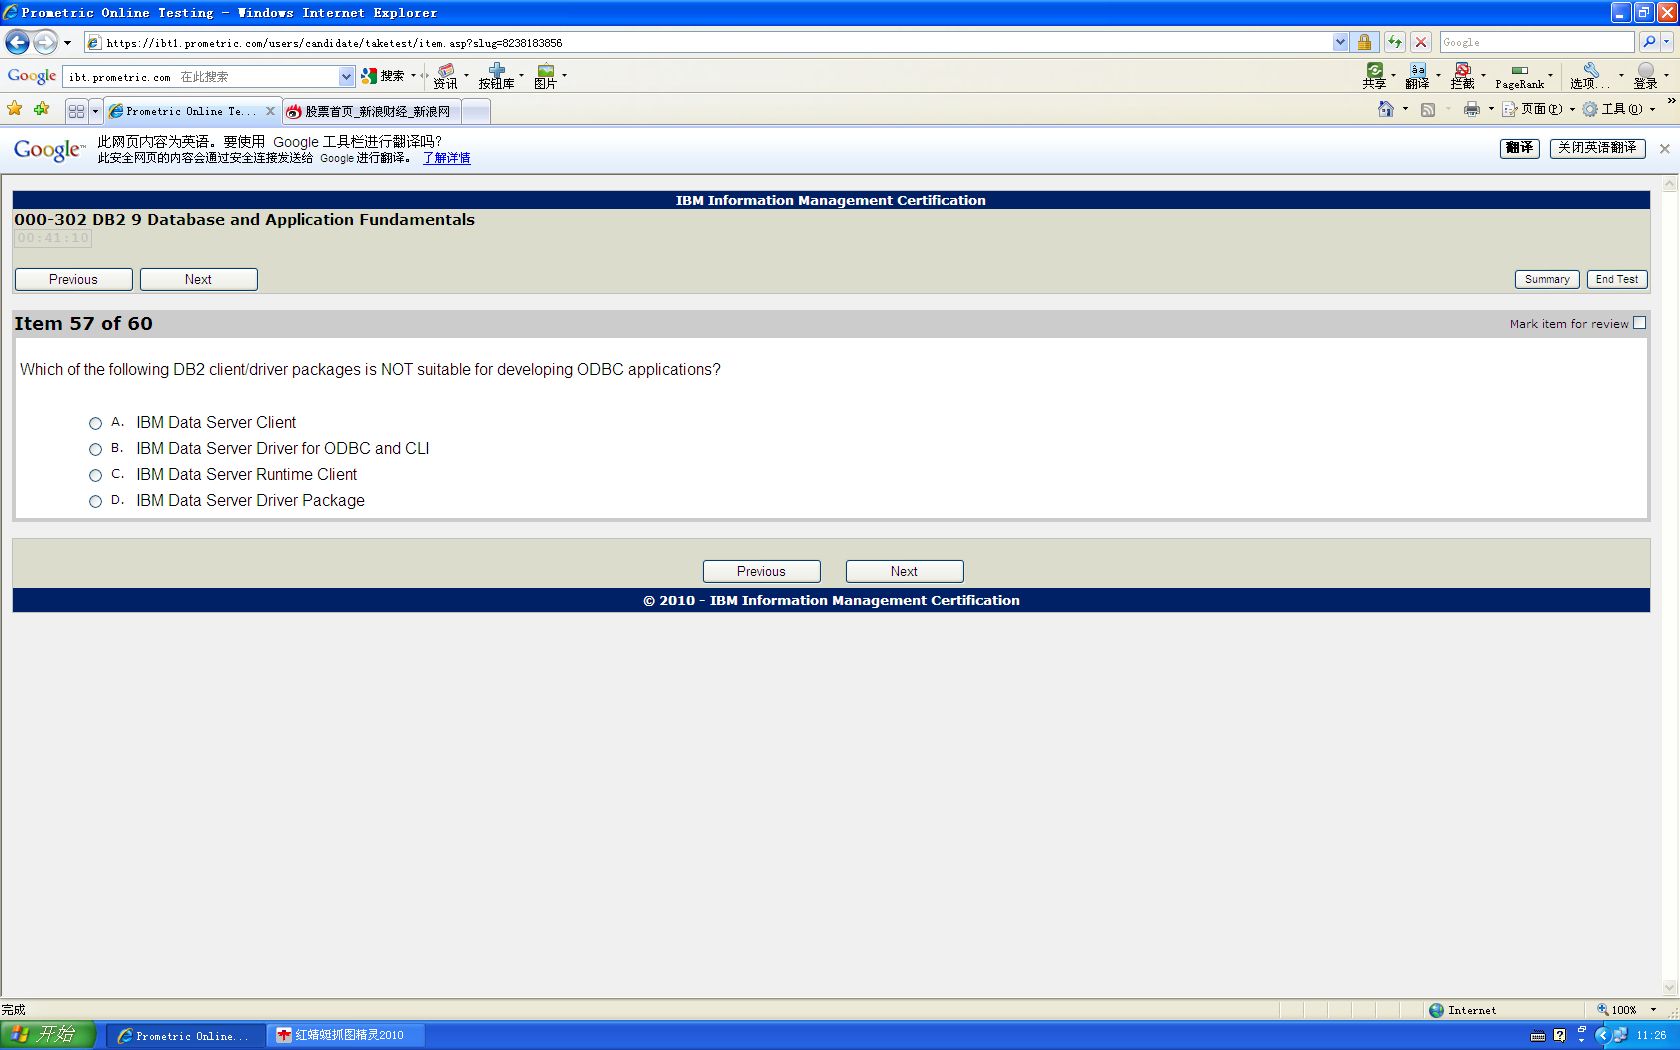 Prometric Online Testing - Windows Internet Explorer
https://ibt1.prometric.com/users/candidate/taketest/item.asp?slug=8238183856
Google
Google ibt.prometric.com 在此搜索 搜索 资讯 按钮库 图片 共享 翻译 拦截 PageRank 选项... 登录
Prometric Online Te... 股票首页_新浪财经_新浪网 页面(P) 工具(O)
Google 此网页内容为英语。要使用 Google 工具栏进行翻译吗?
此安全网页的内容会通过安全连接发送给 Google 进行翻译。 了解详情
翻译 关闭英语翻译
IBM Information Management Certification
000-302 DB2 9 Database and Application Fundamentals
00:41:10
Previous Next Summary End Test
Item 57 of 60 Mark item for review
Which of the following DB2 client/driver packages is NOT suitable for developing ODBC applications?
A. IBM Data Server Client
B. IBM Data Server Driver for ODBC and CLI
C. IBM Data Server Runtime Client
D. IBM Data Server Driver Package
Previous Next
© 2010 - IBM Information Management Certification
完成 Internet 100%
开始 Prometric Online... 红蜻蜓抓图精灵2010 11:26